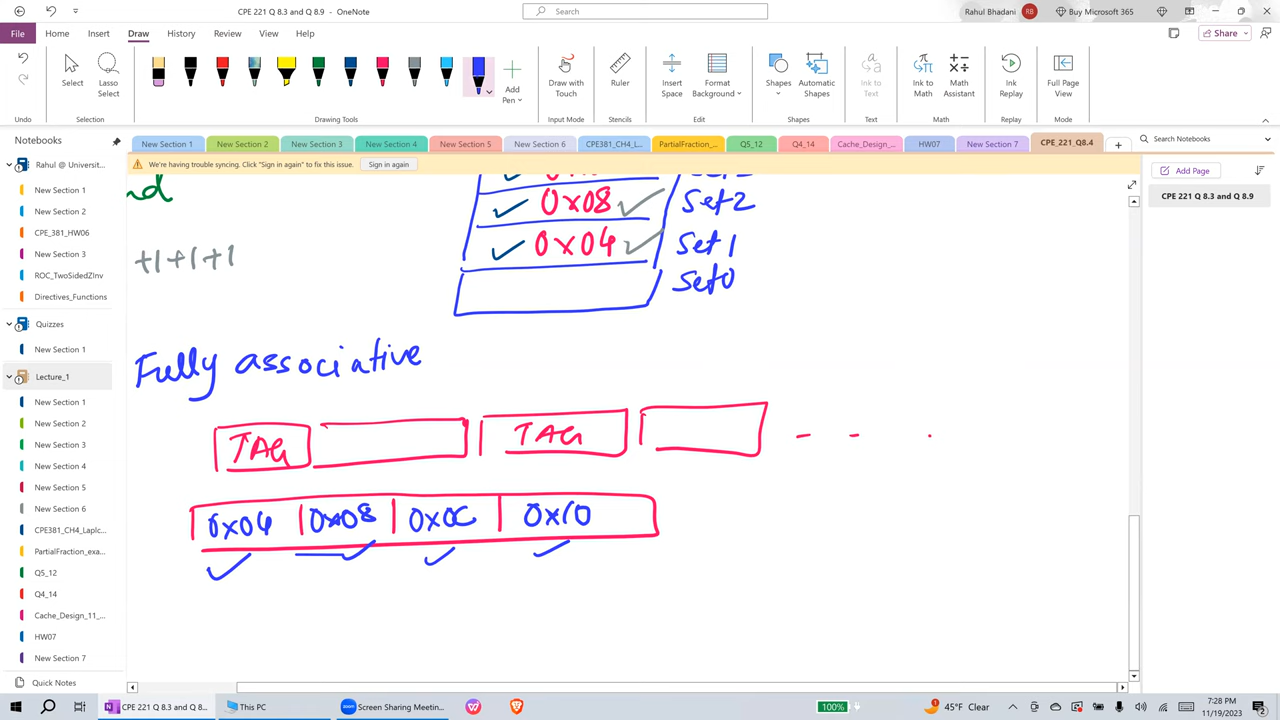 CPE 221 Q 8.3 and Q 8.9 - OneNote
Search
Rahul Bhadani
RB
Buy Microsoft 365
File
Home
Insert
Draw
History
Review
View
Help
Share
Select
Lasso Select
Add Pen
Draw with Touch
Ruler
Insert Space
Format Background
Shapes
Automatic Shapes
Ink to Text
Ink to Math
Math Assistant
Ink Replay
Full Page View
Undo
Selection
Drawing Tools
Input Mode
Stencils
Edit
Text
Math
Replay
Mode
Notebooks
New Section 1
New Section 2
New Section 3
New Section 4
New Section 5
New Section 6
CPE381_CH4_L...
PartialFraction_...
Q5_12
Q4_14
Cache_Design_...
HW07
New Section 7
CPE_221_Q8.4
Search Notebooks
Rahul @ Universit...
New Section 1
New Section 2
CPE_381_HW06
New Section 3
ROC_TwoSidedZInv
Directives_Functions
Quizzes
New Section 1
Lecture_1
New Section 1
New Section 2
New Section 3
New Section 4
New Section 5
New Section 6
CPE381_CH4_Laplc...
PartialFraction_exa...
Q5_12
Q4_14
Cache_Design_11_...
HW07
New Section 7
Quick Notes
We're having trouble syncing. Click "Sign in again" to fix this issue.
Sign in again
Add Page
CPE 221 Q 8.3 and Q 8.9
0x08 Set2
+1+1+1
0x04 Set1
Set0
Fully associative
TAG TAG
0x04 0x08 0x0C 0x10
CPE 221 Q 8.3 and Q ...
This PC
Screen Sharing Meetin...
100%
45°F Clear
7:28 PM
11/19/2023